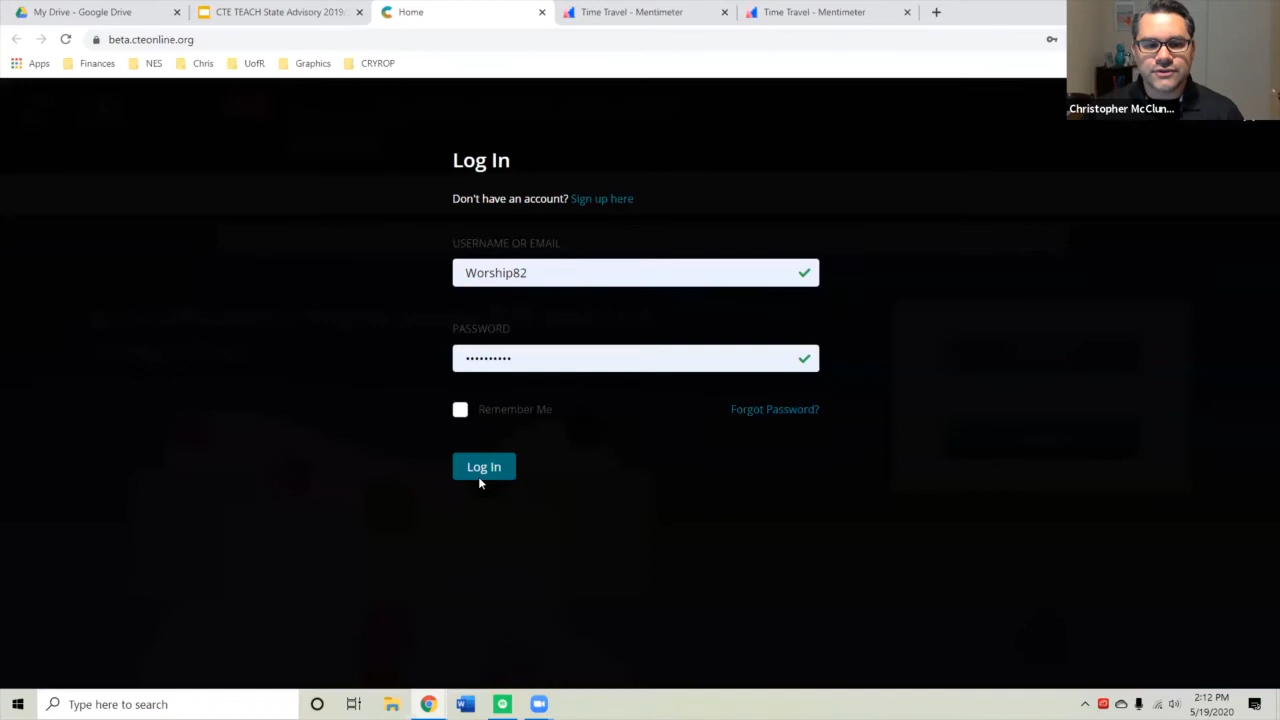 My Drive - Google Drive
CTE TEACH State Advisory 2019
Home
Time Travel - Mentimeter
Time Travel - Mentimeter
beta.cteonline.org
Apps
Finances
NES
Chris
UofR
Graphics
CRYROP
Christopher McClun...
Log In
Don't have an account? Sign up here
USERNAME OR EMAIL
Worship82
PASSWORD
••••••••••
Remember Me
Forgot Password?
Log In
Type here to search
2:12 PM
5/19/2020